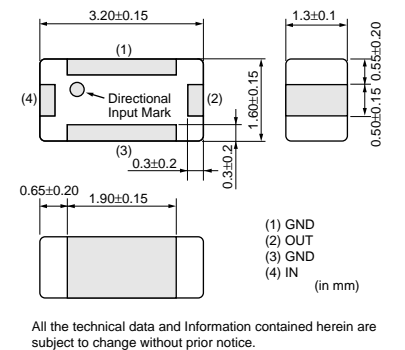 3.20±0.15
1.3±0.1
(1)
(4)
Directional
Input Mark
(2)
1.60±0.15
0.55±0.20
0.50±0.15
(3)
0.3±0.2
0.3±0.2
0.65±0.20
1.90±0.15
(1) GND
(2) OUT
(3) GND
(4) IN
(in mm)
All the technical data and Information contained herein are
subject to change without prior notice.